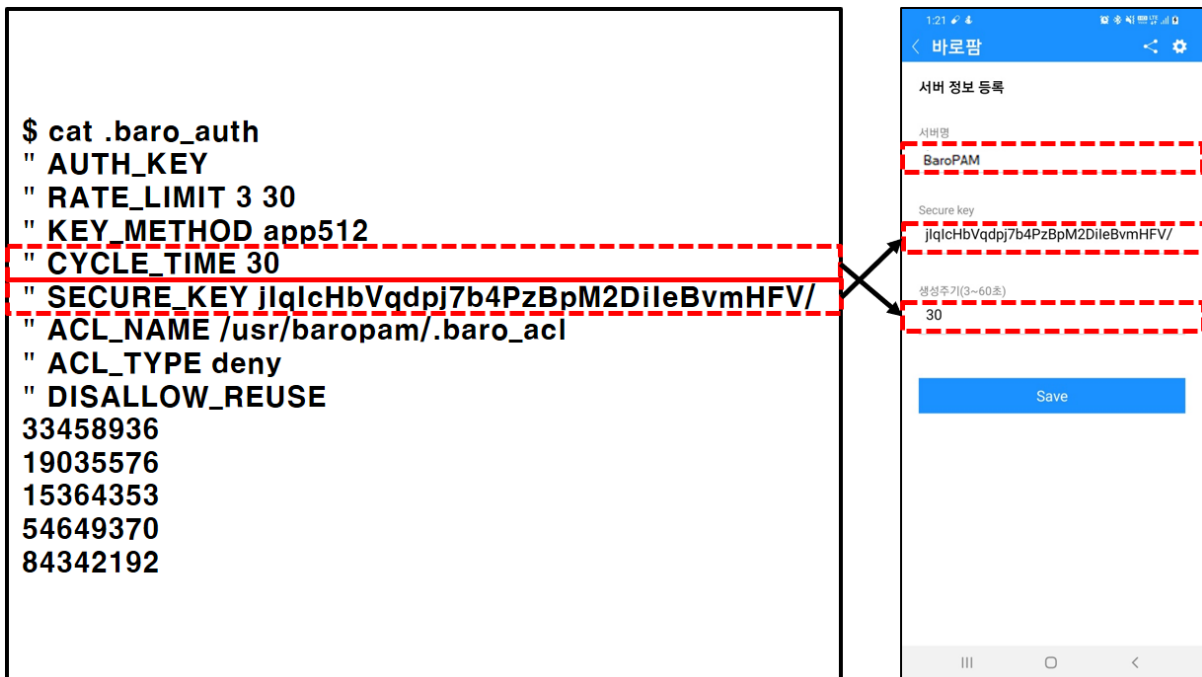 $ cat .baro_auth
" AUTH_KEY
" RATE_LIMIT 3 30
" KEY_METHOD app512
" CYCLE_TIME 30
" SECURE_KEY jIqIcHbVqdpj7b4PzBpM2DiIeBvmHFV/
" ACL_NAME /usr/baropam/.baro_acl
" ACL_TYPE deny
" DISALLOW_REUSE
33458936
19035576
15364353
54649370
84342192
1:21
바로팜
서버 정보 등록
서버명
BaroPAM
Secure key
jIqIcHbVqdpj7b4PzBpM2DiIeBvmHFV/
생성주기(3~60초)
30
Save